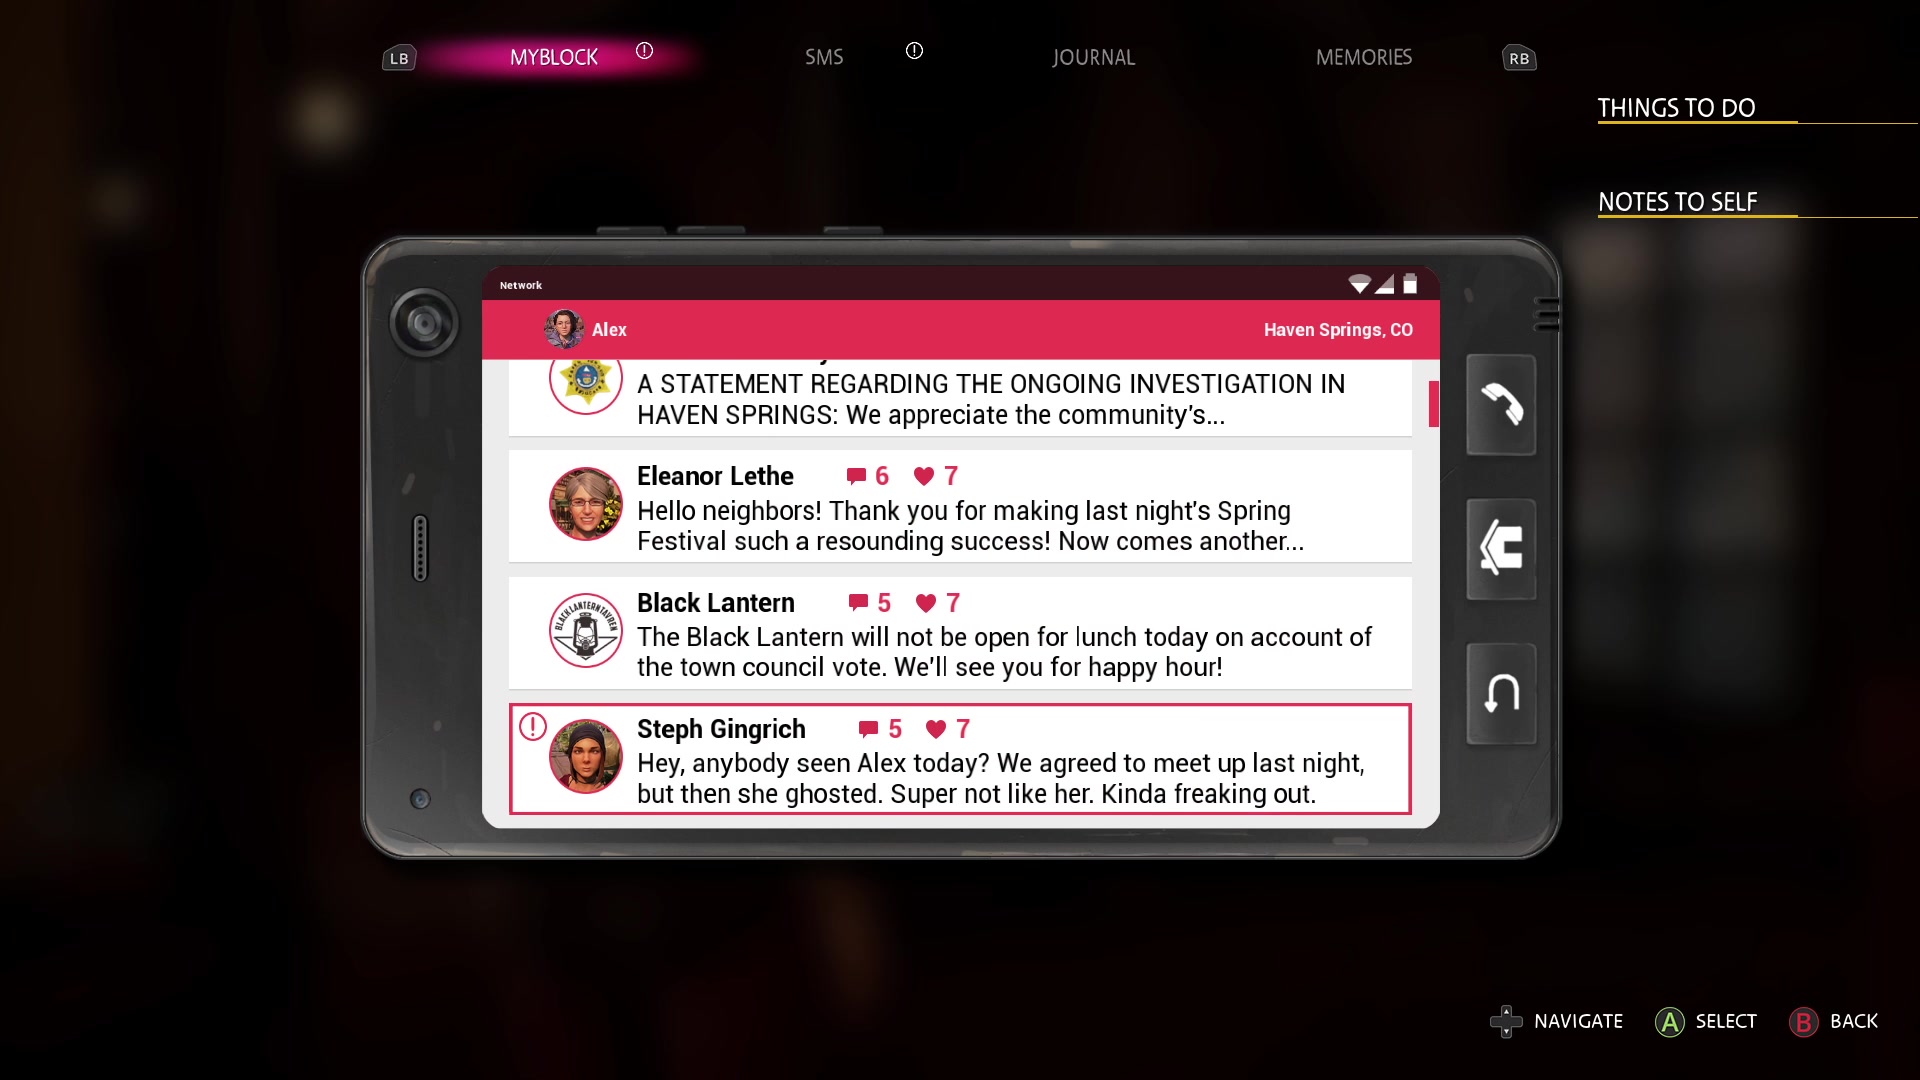 LB
MYBLOCK
SMS
JOURNAL
MEMORIES
RB
THINGS TO DO
NOTES TO SELF
Network
Alex
Haven Springs, CO
A STATEMENT REGARDING THE ONGOING INVESTIGATION IN
HAVEN SPRINGS: We appreciate the community's...
Eleanor Lethe 6 7
Hello neighbors! Thank you for making last night's Spring
Festival such a resounding success! Now comes another...
BLACK LANTERN TAVREN
Black Lantern 5 7
The Black Lantern will not be open for lunch today on account of
the town council vote. We'll see you for happy hour!
Steph Gingrich 5 7
Hey, anybody seen Alex today? We agreed to meet up last night,
but then she ghosted. Super not like her. Kinda freaking out.
NAVIGATE
A SELECT
B BACK